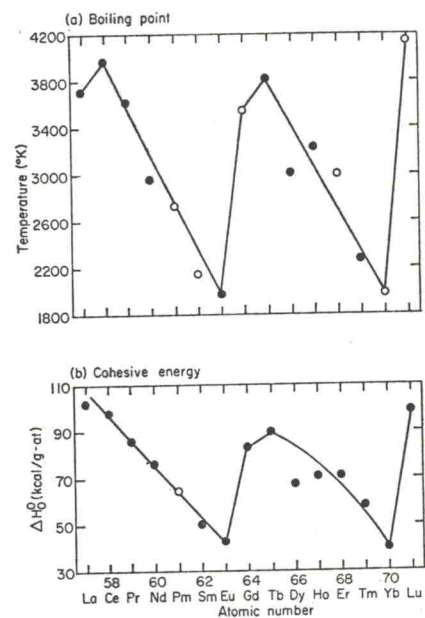 (a) Boiling point
4200
3800
3400
3000
2600
2200
1800
Temperature (°K)
(b) Cohesive energy
110
90
70
50
30
ΔH₀⁰ (kcal/g-at)
58 60 62 64 66 68 70
La Ce Pr Nd Pm Sm Eu Gd Tb Dy Ho Er Tm Yb Lu
Atomic number